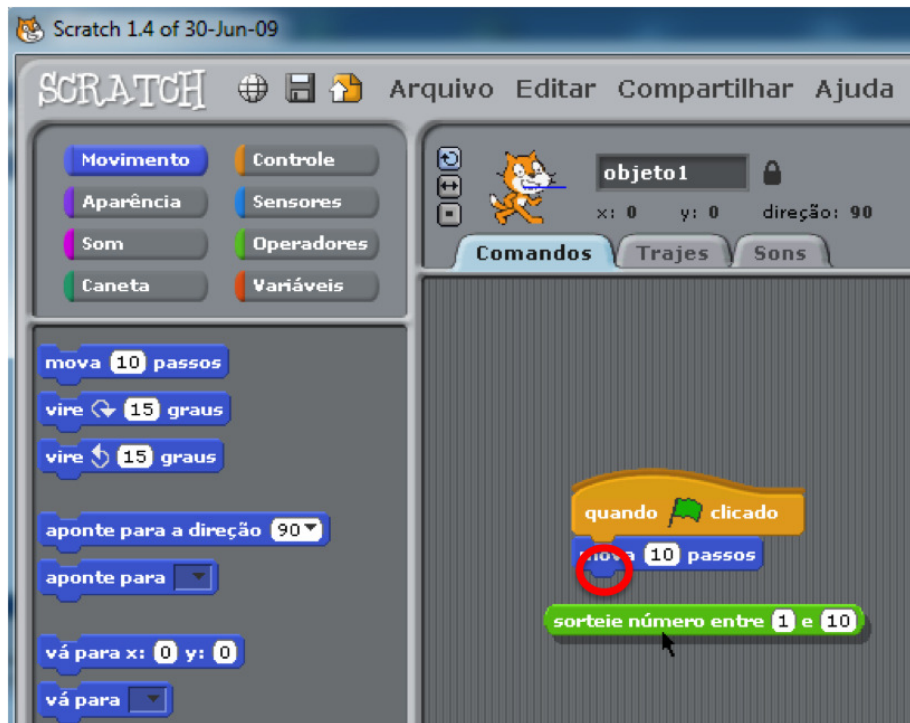 Scratch 1.4 of 30-Jun-09
SCRATCH Arquivo Editar Compartilhar Ajuda
Movimento Controle
Aparência Sensores
Som Operadores
Caneta Variáveis
objeto1
x: 0 y: 0 direção: 90
Comandos Trajes Sons
mova 10 passos
vire 15 graus
vire 15 graus
aponte para a direção 90
aponte para
vá para x: 0 y: 0
vá para
quando clicado
mova 10 passos
sorteie número entre 1 e 10